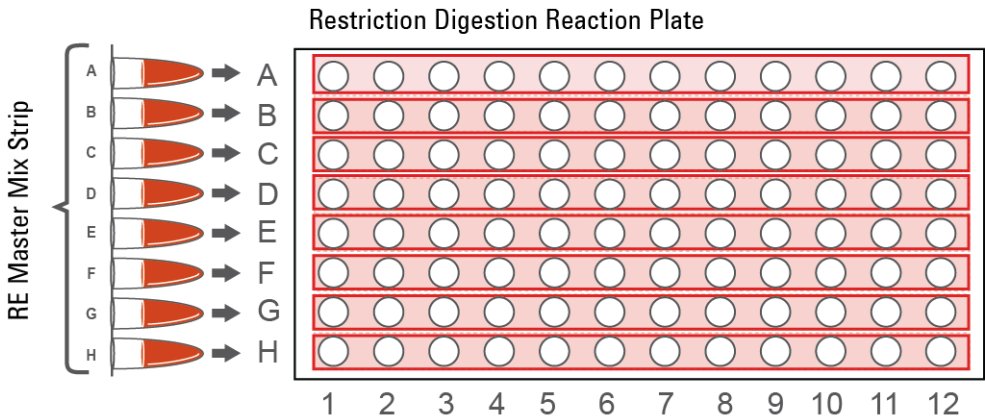 Restriction Digestion Reaction Plate
RE Master Mix Strip
A A
B B
C C
D D
E E
F F
G G
H H
1 2 3 4 5 6 7 8 9 10 11 12